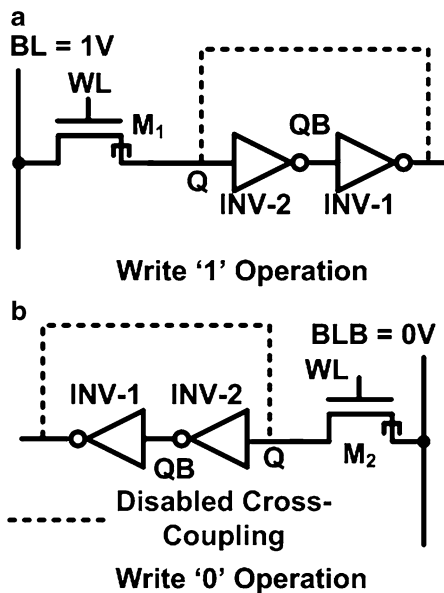 a
BL = 1V
WL
M₁
QB
Q
INV-2
INV-1
Write ‘1’ Operation
b
BLB = 0V
INV-1
INV-2
WL
QB
Q
M₂
Disabled Cross-
Coupling
Write ‘0’ Operation